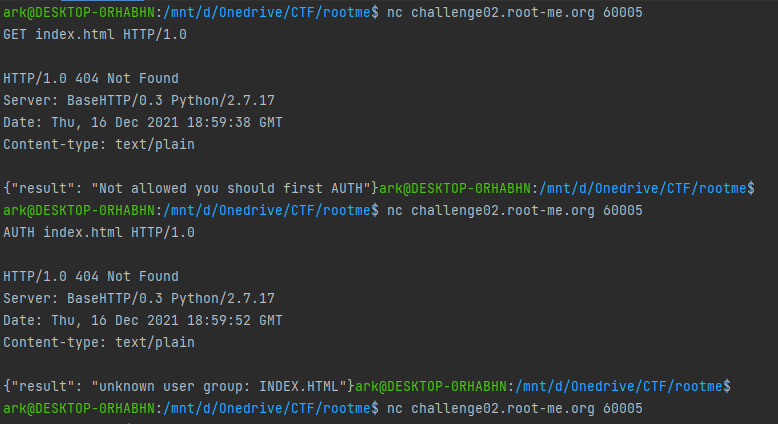 ark@DESKTOP-0RHABHN:/mnt/d/Onedrive/CTF/rootme$ nc challenge02.root-me.org 60005
GET index.html HTTP/1.0
HTTP/1.0 404 Not Found
Server: BaseHTTP/0.3 Python/2.7.17
Date: Thu, 16 Dec 2021 18:59:38 GMT
Content-type: text/plain
{"result": "Not allowed you should first AUTH"}ark@DESKTOP-0RHABHN:/mnt/d/Onedrive/CTF/rootme$
ark@DESKTOP-0RHABHN:/mnt/d/Onedrive/CTF/rootme$ nc challenge02.root-me.org 60005
AUTH index.html HTTP/1.0
HTTP/1.0 404 Not Found
Server: BaseHTTP/0.3 Python/2.7.17
Date: Thu, 16 Dec 2021 18:59:52 GMT
Content-type: text/plain
{"result": "unknown user group: INDEX.HTML"}ark@DESKTOP-0RHABHN:/mnt/d/Onedrive/CTF/rootme$
ark@DESKTOP-0RHABHN:/mnt/d/Onedrive/CTF/rootme$ nc challenge02.root-me.org 60005